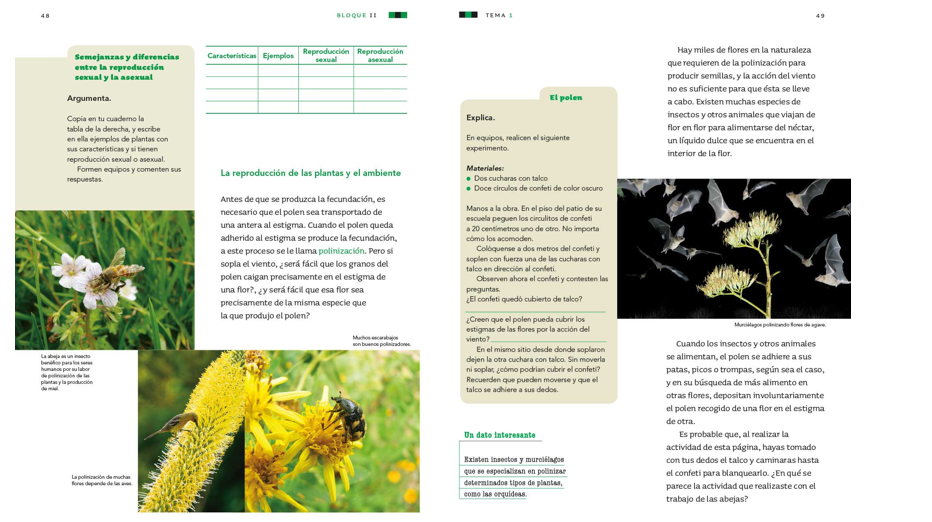 48
BLOQUE II
Semejanzas y diferencias
entre la reproducción
sexual y la asexual
Argumenta.
Copia en tu cuaderno la
tabla de la derecha, y escribe
en ella ejemplos de plantas con
sus características y si tienen
reproducción sexual o asexual.
Formen equipos y comenten sus
respuestas.
Características Ejemplos Reproducción sexual Reproducción asexual
La reproducción de las plantas y el ambiente
Antes de que se produzca la fecundación, es
necesario que el polen sea transportado de
una antera al estigma. Cuando el polen queda
adherido al estigma se produce la fecundación,
a este proceso se le llama polinización. Pero si
sopla el viento, ¿será fácil que los granos del
polen caigan precisamente en el estigma de
una flor?, ¿y será fácil que esa flor sea
precisamente de la misma especie que
la que produjo el polen?
Muchos escarabajos
son buenos polinizadores.
La abeja es un insecto
benéfico para los seres
humanos por su labor
de polinización de las
plantas y la producción
de miel.
La polinización de muchas
flores depende de las aves.
TEMA 1
49
El polen
Explica.
En equipos, realicen el siguiente
experimento.
Materiales:
Dos cucharas con talco
Doce círculos de confeti de color oscuro
Manos a la obra. En el piso del patio de su
escuela peguen los circulitos de confeti
a 20 centímetros uno de otro. No importa
cómo los acomoden.
Colóquense a dos metros del confeti y
soplen con fuerza una de las cucharas con
talco en dirección al confeti.
Observen ahora el confeti y contesten las
preguntas.
¿El confeti quedó cubierto de talco?
¿Creen que el polen pueda cubrir los
estigmas de las flores por la acción del
viento?
En el mismo sitio desde donde soplaron
dejen la otra cuchara con talco. Sin moverla
ni soplar, ¿cómo podrían cubrir el confeti?
Recuerden que pueden moverse y que el
talco se adhiere a sus dedos.
Un dato interesante
Existen insectos y murciélagos
que se especializan en polinizar
determinados tipos de plantas,
como las orquídeas.
Hay miles de flores en la naturaleza
que requieren de la polinización para
producir semillas, y la acción del viento
no es suficiente para que ésta se lleve
a cabo. Existen muchas especies de
insectos y otros animales que viajan de
flor en flor para alimentarse del néctar,
un líquido dulce que se encuentra en el
interior de la flor.
Murciélagos polinizando flores de agave.
Cuando los insectos y otros animales
se alimentan, el polen se adhiere a sus
patas, picos o trompas, según sea el caso,
y en su búsqueda de más alimento en
otras flores, depositan involuntariamente
el polen recogido de una flor en el estigma
de otra.
Es probable que, al realizar la
actividad de esta página, hayas tomado
con tus dedos el talco y caminaras hasta
el confeti para blanquearlo. ¿En qué se
parece la actividad que realizaste con el
trabajo de las abejas?